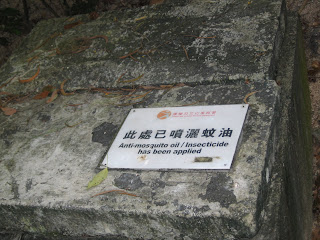 此處已噴灑蚊油
Anti-mosquito oil / Insecticide
has been applied